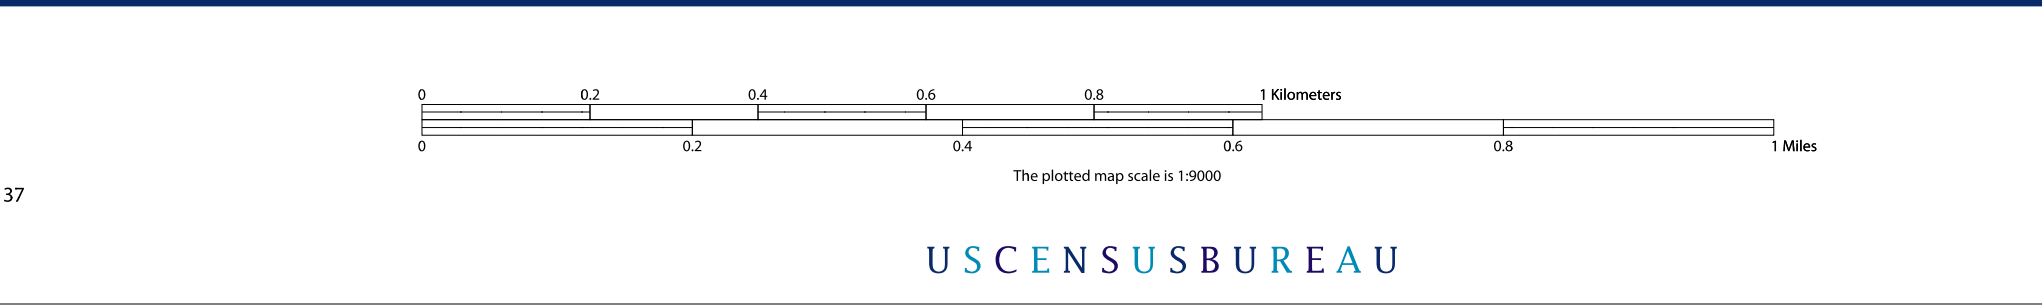 0 0.2 0.4 0.6 0.8 1 Kilometers
0 0.2 0.4 0.6 0.8 1 Miles
The plotted map scale is 1:9000
37
USCENSUSBUREAU